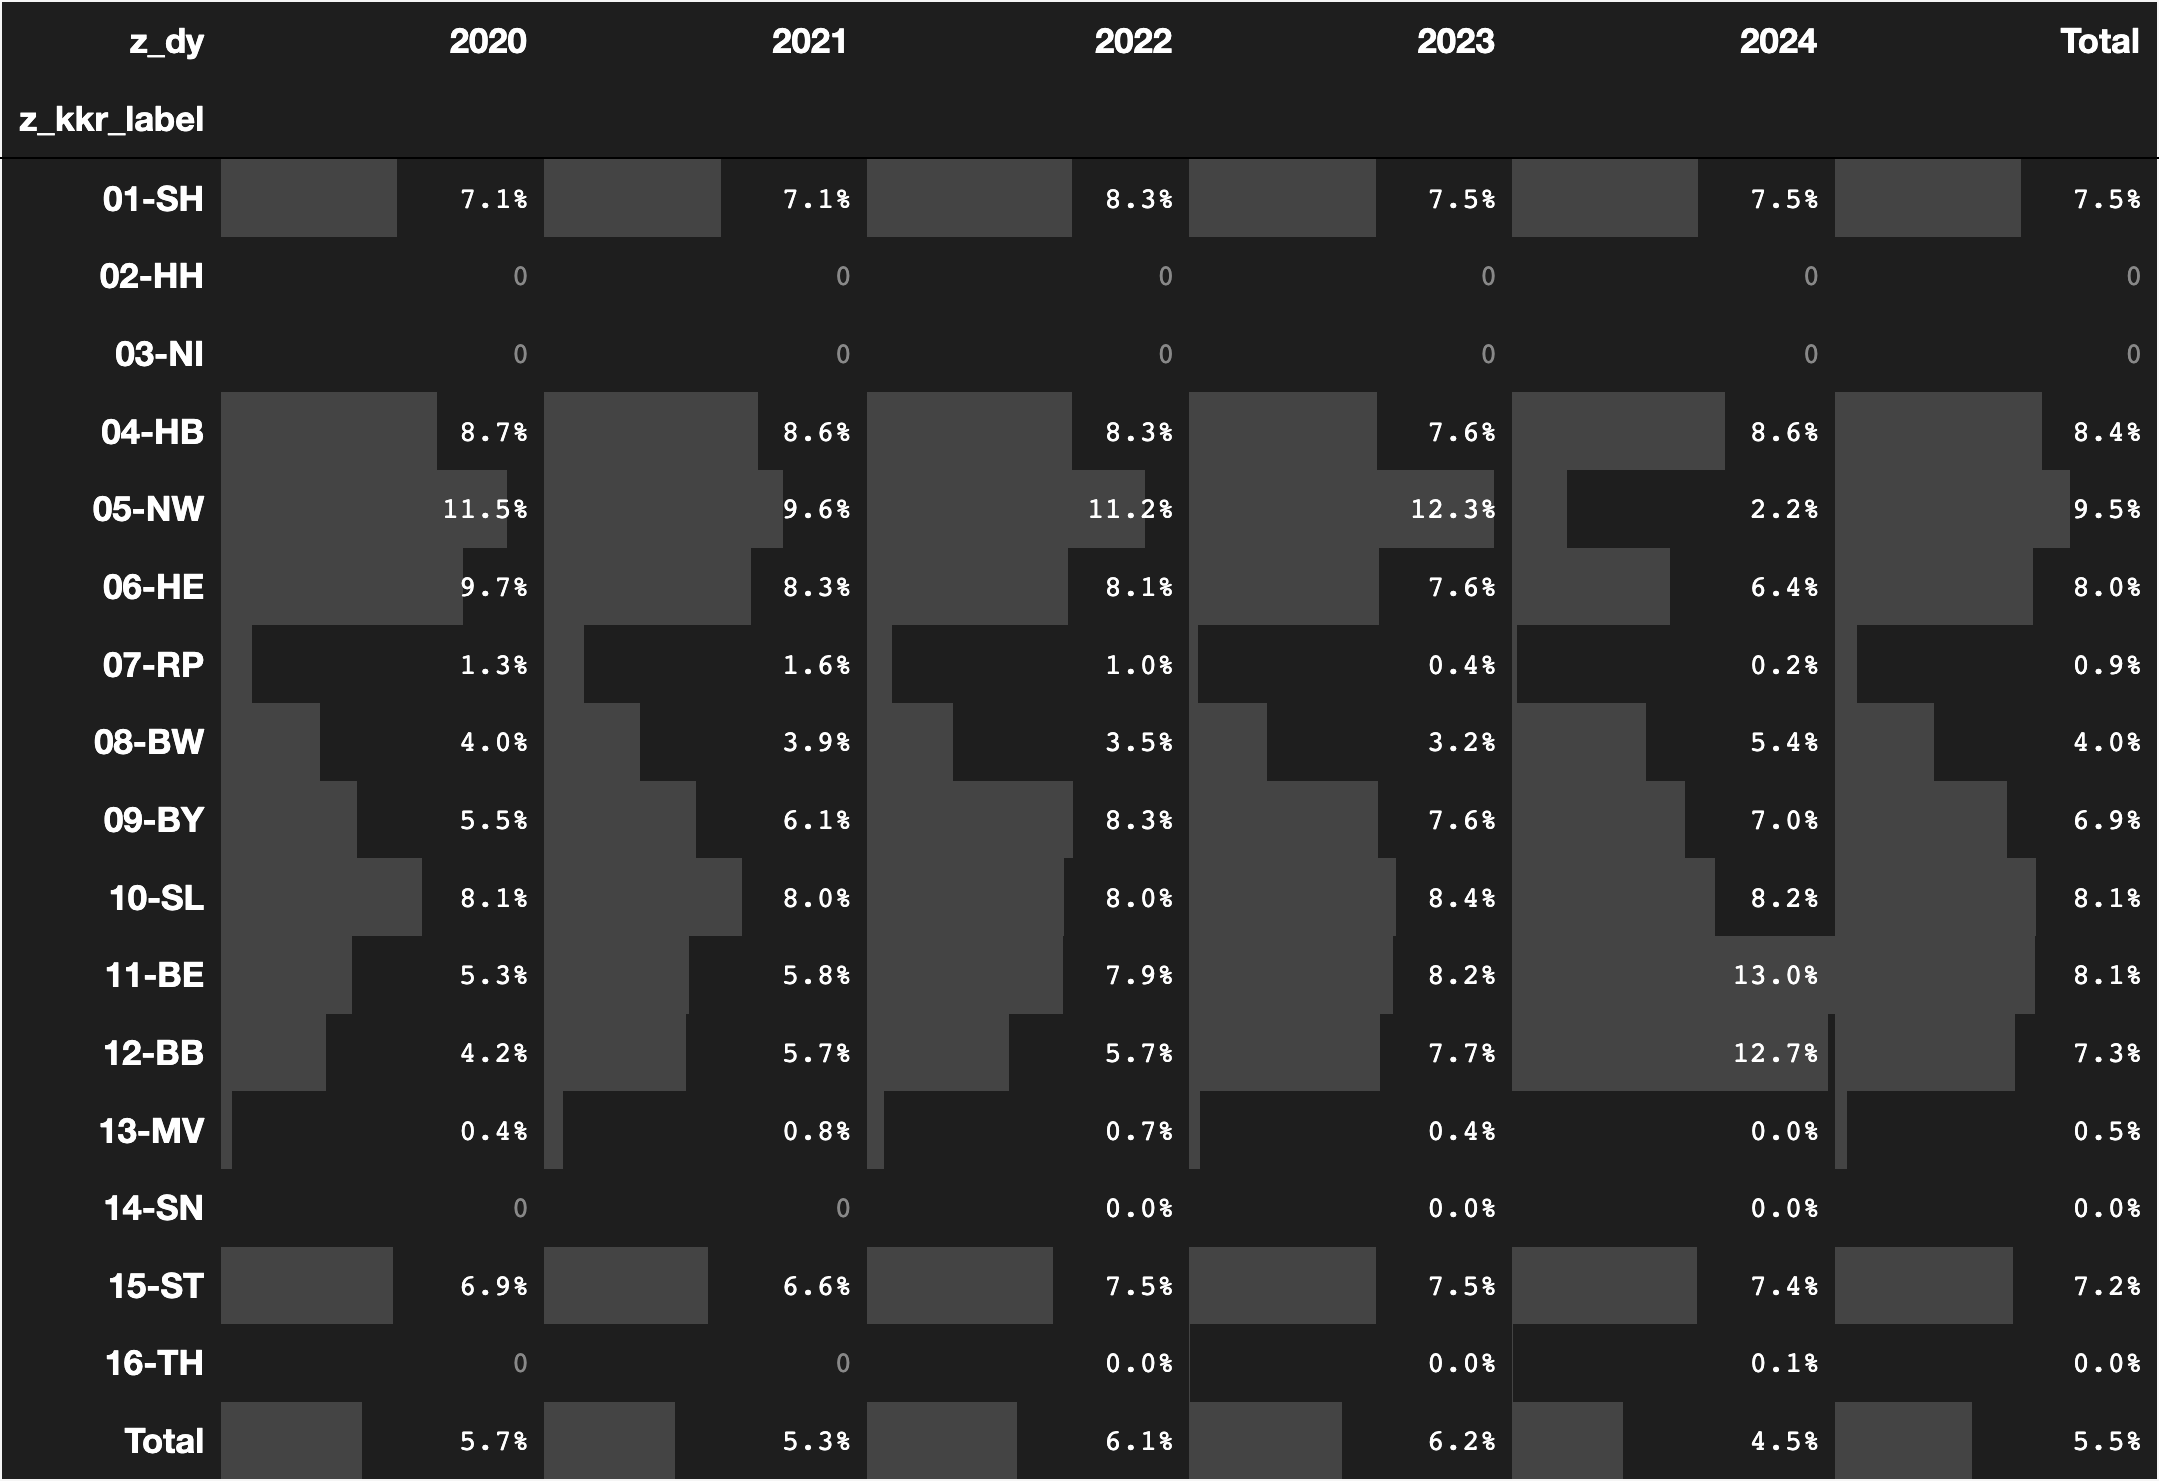 z_dy 2020 2021 2022 2023 2024 Total
z_kkr_label
01-SH 7.1% 7.1% 8.3% 7.5% 7.5% 7.5%
02-HH 0 0 0 0 0 0
03-NI 0 0 0 0 0 0
04-HB 8.7% 8.6% 8.3% 7.6% 8.6% 8.4%
05-NW 11.5% 9.6% 11.2% 12.3% 2.2% 9.5%
06-HE 9.7% 8.3% 8.1% 7.6% 6.4% 8.0%
07-RP 1.3% 1.6% 1.0% 0.4% 0.2% 0.9%
08-BW 4.0% 3.9% 3.5% 3.2% 5.4% 4.0%
09-BY 5.5% 6.1% 8.3% 7.6% 7.0% 6.9%
10-SL 8.1% 8.0% 8.0% 8.4% 8.2% 8.1%
11-BE 5.3% 5.8% 7.9% 8.2% 13.0% 8.1%
12-BB 4.2% 5.7% 5.7% 7.7% 12.7% 7.3%
13-MV 0.4% 0.8% 0.7% 0.4% 0.0% 0.5%
14-SN 0 0 0.0% 0.0% 0.0% 0.0%
15-ST 6.9% 6.6% 7.5% 7.5% 7.4% 7.2%
16-TH 0 0 0.0% 0.0% 0.1% 0.0%
Total 5.7% 5.3% 6.1% 6.2% 4.5% 5.5%